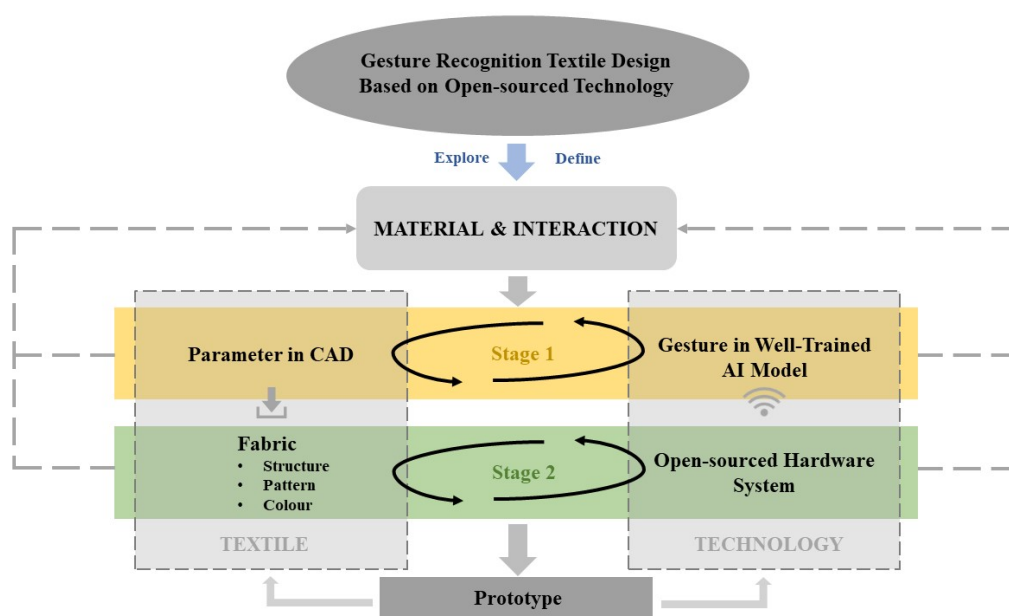 Gesture Recognition Textile Design
Based on Open-sourced Technology
Explore
Define
MATERIAL & INTERACTION
Parameter in CAD
Stage 1
Gesture in Well-Trained
AI Model
Fabric
• Structure
• Pattern
• Colour
Stage 2
Open-sourced Hardware
System
TEXTILE
TECHNOLOGY
Prototype